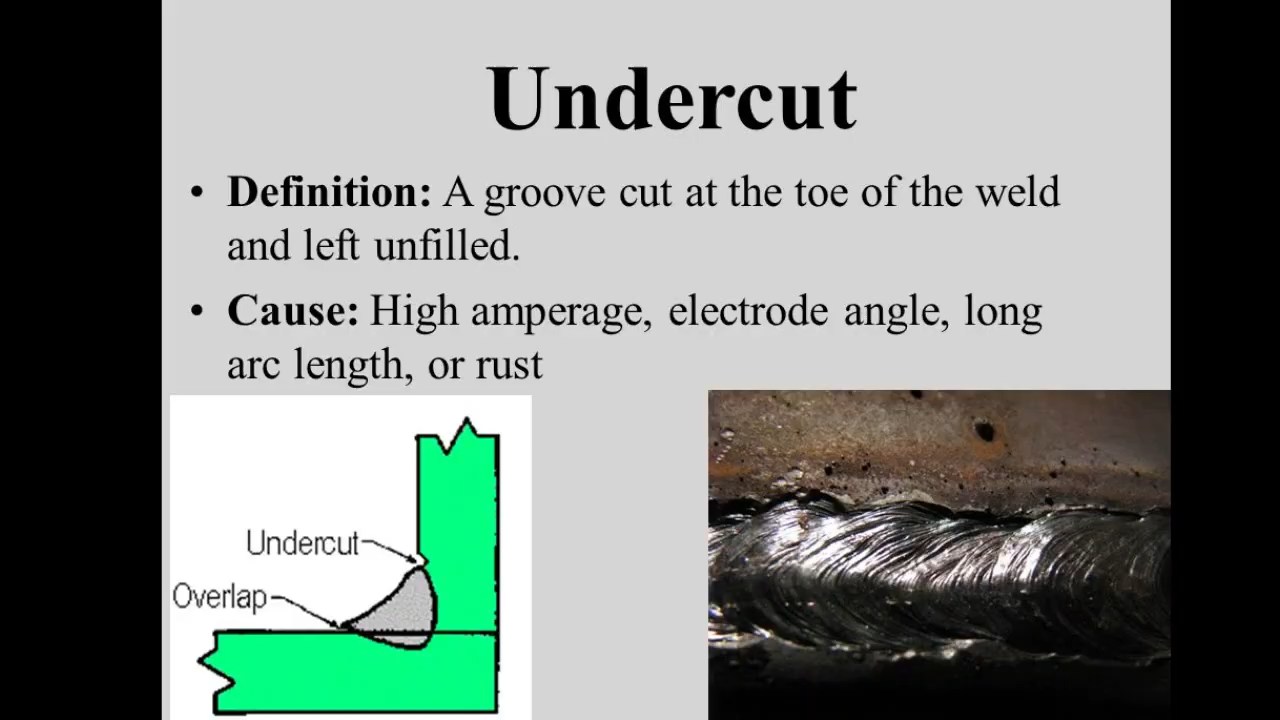 Undercut
• Definition: A groove cut at the toe of the weld
and left unfilled.
• Cause: High amperage, electrode angle, long
arc length, or rust
Undercut
Overlap